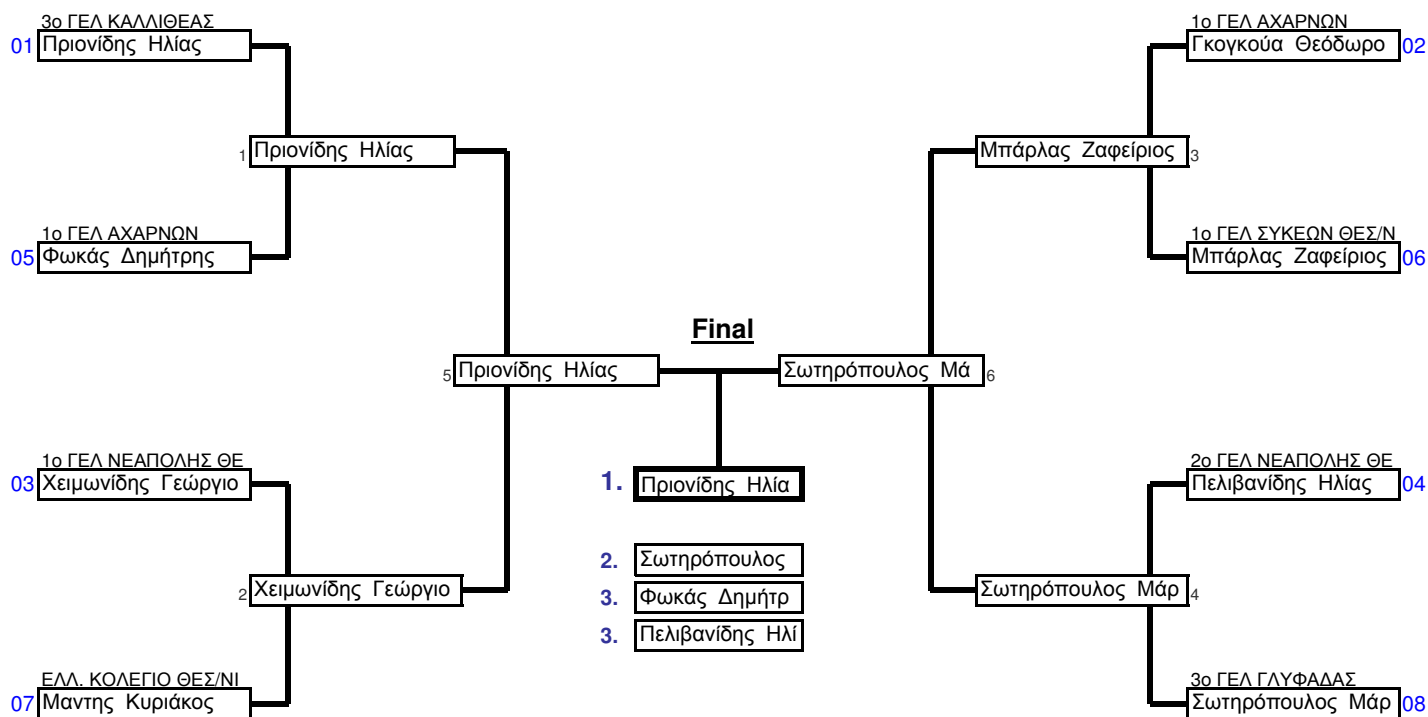 3ο ΓΕΛ ΚΑΛΛΙΘΕΑΣ
01 Πριονίδης Ηλίας
1 Πριονίδης Ηλίας
1ο ΓΕΛ ΑΧΑΡΝΩΝ
05 Φωκάς Δημήτρης
5 Πριονίδης Ηλίας
1ο ΓΕΛ ΝΕΑΠΟΛΗΣ ΘΕ
03 Χειμωνίδης Γεώργιο
2 Χειμωνίδης Γεώργιο
ΕΛΛ. ΚΟΛΕΓΙΟ ΘΕΣ/ΝΙ
07 Μαντης Κυριάκος
Final
1. Πριονίδης Ηλία
2. Σωτηρόπουλος
3. Φωκάς Δημήτρ
3. Πελιβανίδης Ηλί
1ο ΓΕΛ ΑΧΑΡΝΩΝ
Γκογκούα Θεόδωρο 02
Μπάρλας Ζαφείριος 3
1ο ΓΕΛ ΣΥΚΕΩΝ ΘΕΣ/Ν
Μπάρλας Ζαφείριος 06
Σωτηρόπουλος Μά 6
2ο ΓΕΛ ΝΕΑΠΟΛΗΣ ΘΕ
Πελιβανίδης Ηλίας 04
Σωτηρόπουλος Μάρ 4
3ο ΓΕΛ ΓΛΥΦΑΔΑΣ
Σωτηρόπουλος Μάρ 08